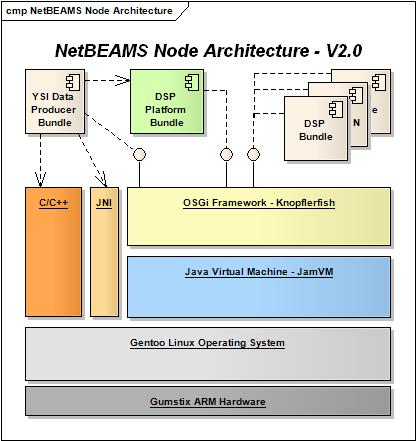 cmp NetBEAMS Node Architecture
NetBEAMS Node Architecture - V2.0
YSI Data
Producer
Bundle
DSP
Platform
Bundle
DSP
Bundle
N
e
C/C++
JNI
OSGi Framework - Knopflerfish
Java Virtual Machine - JamVM
Gentoo Linux Operating System
Gumstix ARM Hardware